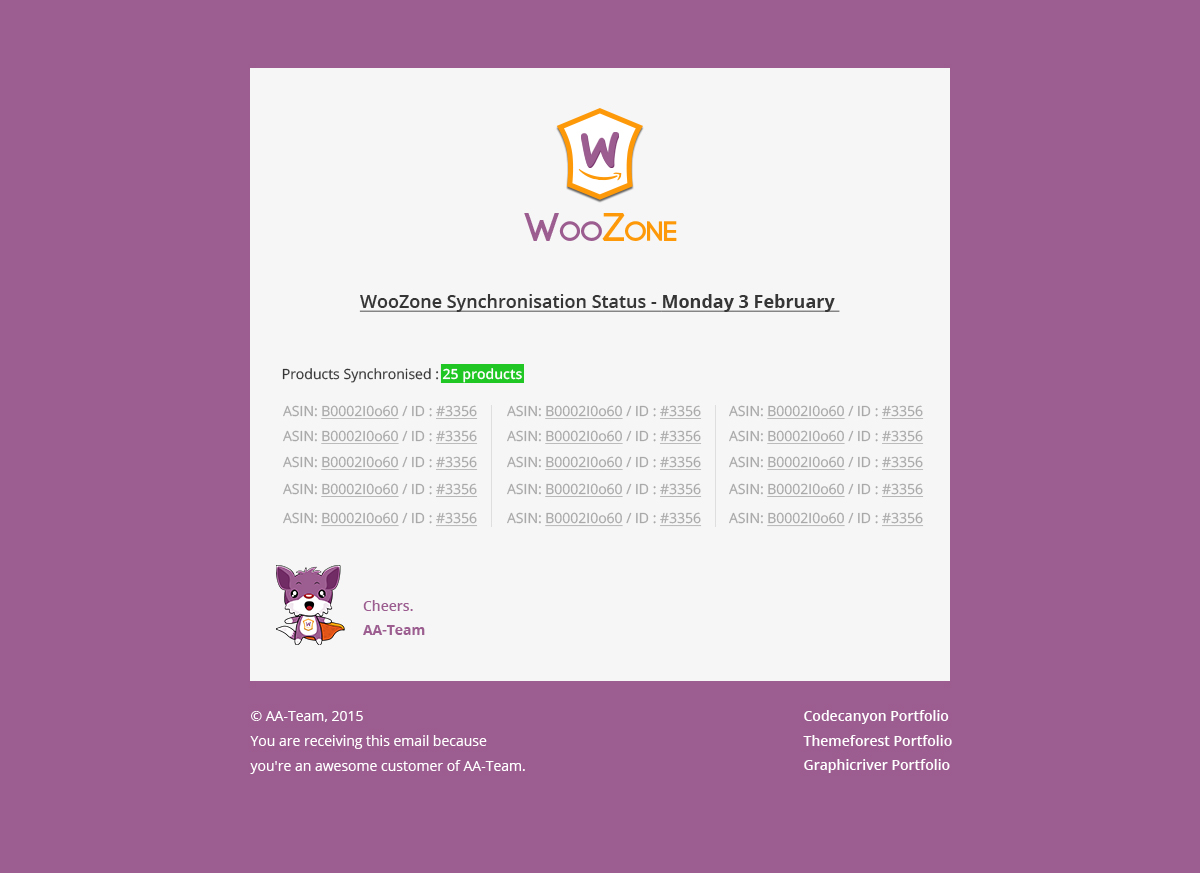 W
WooZone
WooZone Synchronisation Status - Monday 3 February
Products Synchronised : 25 products
ASIN: B0002I0o60 / ID : #3356 ASIN: B0002I0o60 / ID : #3356 ASIN: B0002I0o60 / ID : #3356
ASIN: B0002I0o60 / ID : #3356 ASIN: B0002I0o60 / ID : #3356 ASIN: B0002I0o60 / ID : #3356
ASIN: B0002I0o60 / ID : #3356 ASIN: B0002I0o60 / ID : #3356 ASIN: B0002I0o60 / ID : #3356
ASIN: B0002I0o60 / ID : #3356 ASIN: B0002I0o60 / ID : #3356 ASIN: B0002I0o60 / ID : #3356
ASIN: B0002I0o60 / ID : #3356 ASIN: B0002I0o60 / ID : #3356 ASIN: B0002I0o60 / ID : #3356
W
Cheers.
AA-Team
© AA-Team, 2015
You are receiving this email because
you're an awesome customer of AA-Team.
Codecanyon Portfolio
Themeforest Portfolio
Graphicriver Portfolio